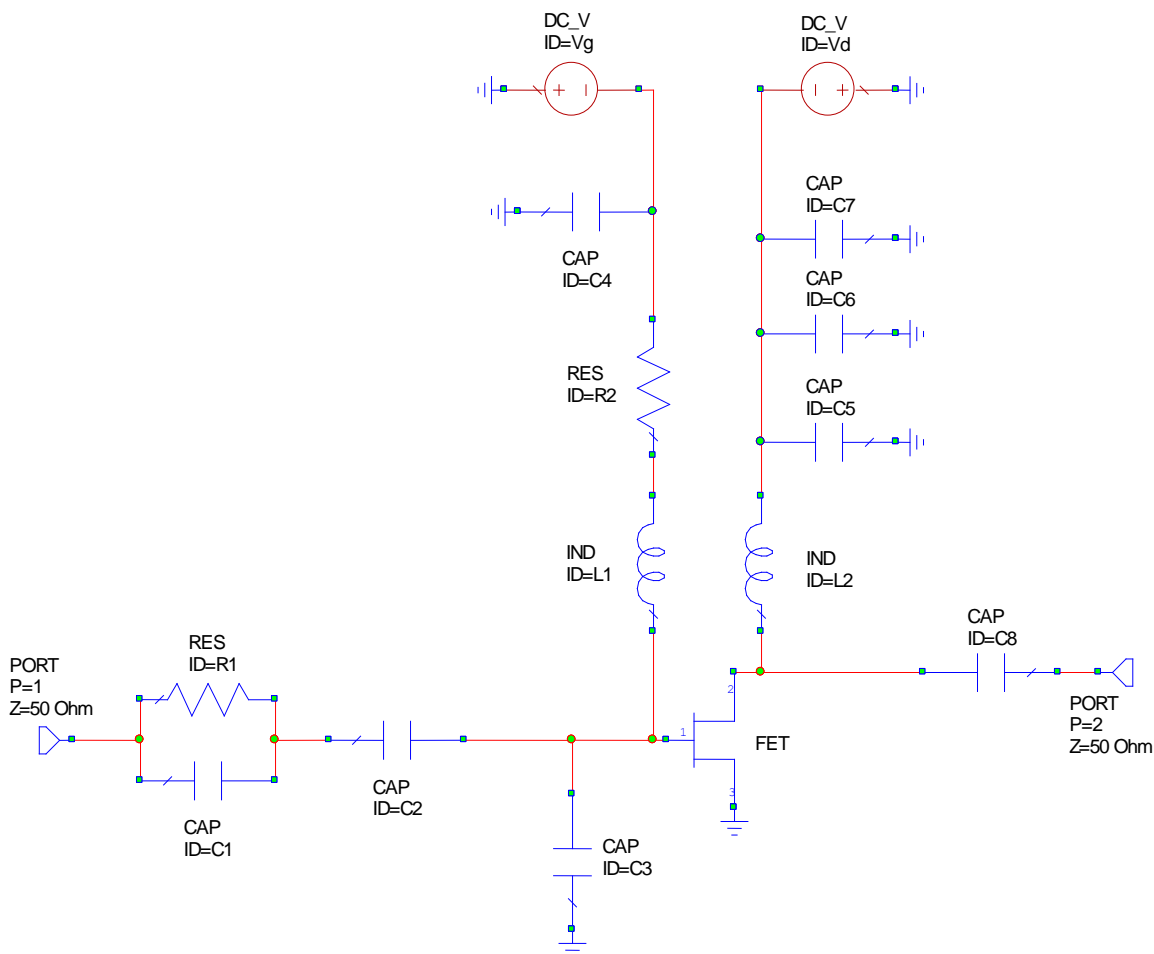 DC_V
ID=Vg
DC_V
ID=Vd
+
–
–
+
CAP
ID=C7
CAP
ID=C4
CAP
ID=C6
RES
ID=R2
CAP
ID=C5
IND
ID=L1
IND
ID=L2
CAP
ID=C8
RES
ID=R1
PORT
P=1
Z=50 Ohm
2
PORT
P=2
Z=50 Ohm
1
FET
3
CAP
ID=C2
CAP
ID=C1
CAP
ID=C3